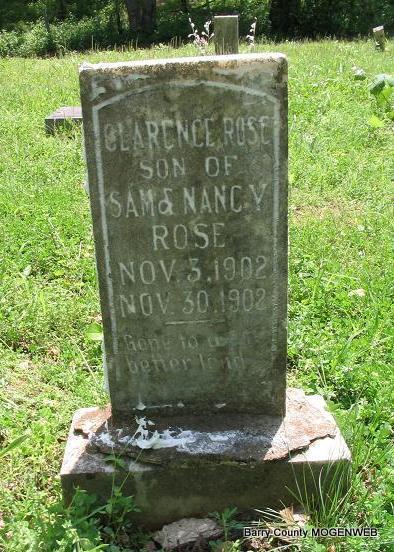 CLARENCE ROSE
SON OF
SAM & NANCY
ROSE
NOV. 3, 1902
NOV. 30, 1902
Gone to a
better land
Barry County MOGENWEB